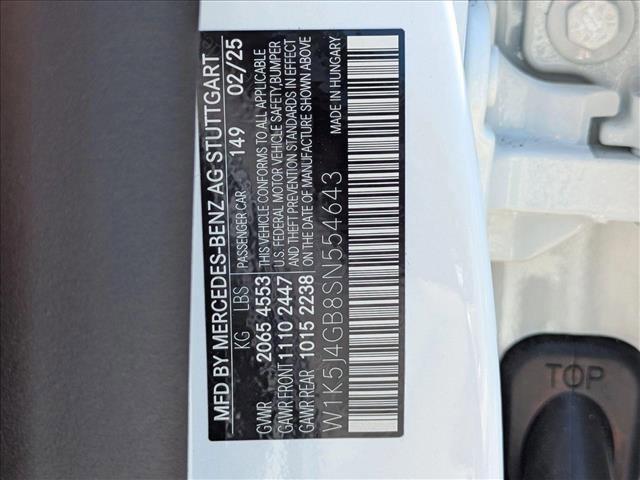 MFD BY MERCEDES-BENZ AG STUTTGART
KG LBS PASSENGER CAR 149 02/25
GVWR 2065 4553 THIS VEHICLE CONFORMS TO ALL APPLICABLE
GAWR FRONT 1110 2447 U.S. FEDERAL MOTOR VEHICLE SAFETY, BUMPER
AND THEFT PREVENTION STANDARDS IN EFFECT
GAWR REAR 1015 2238 ON THE DATE OF MANUFACTURE SHOWN ABOVE
MADE IN HUNGARY
W1K5J4GB8SN554643
TOP